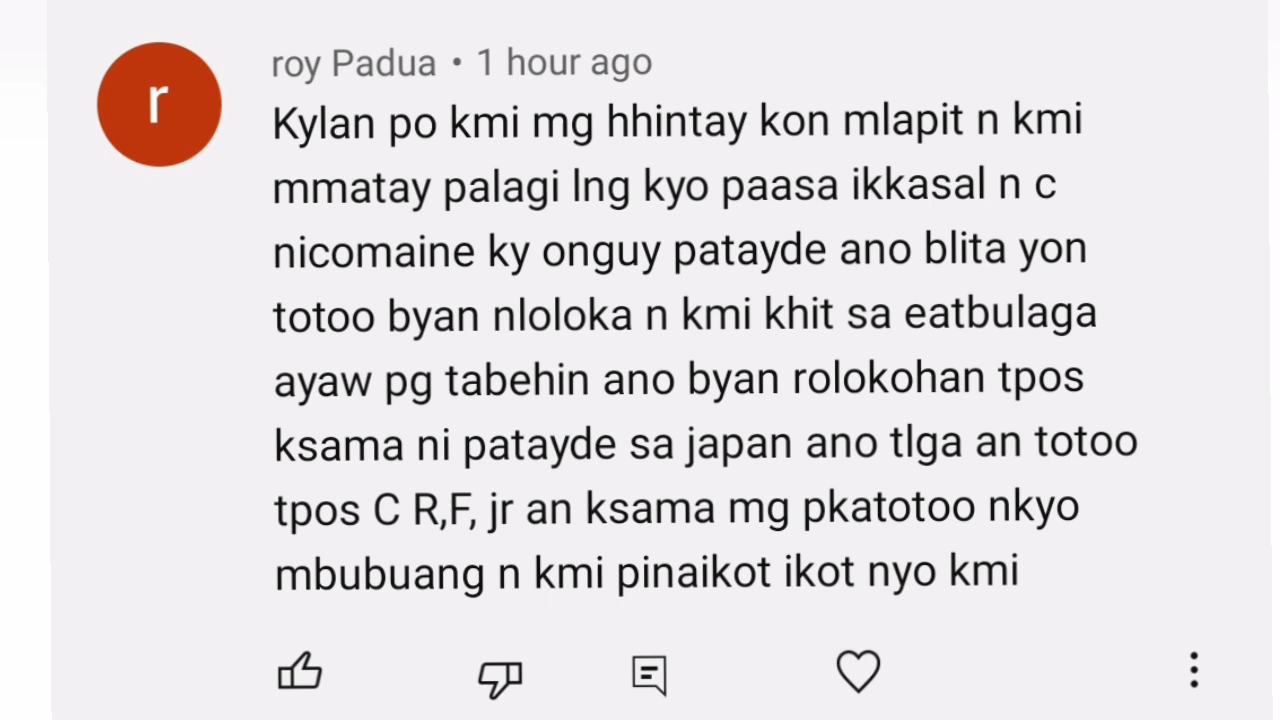 r
roy Padua • 1 hour ago
Kylan po kmi mg hhintay kon mlapit n kmi
mmatay palagi lng kyo paasa ikkasal n c
nicomaine ky onguy patayde ano blita yon
totoo byan nloloka n kmi khit sa eatbulaga
ayaw pg tabehin ano byan rolokohan tpos
ksama ni patayde sa japan ano tlga an totoo
tpos C R,F, jr an ksama mg pkatotoo nkyo
mbubuang n kmi pinaikot ikot nyo kmi